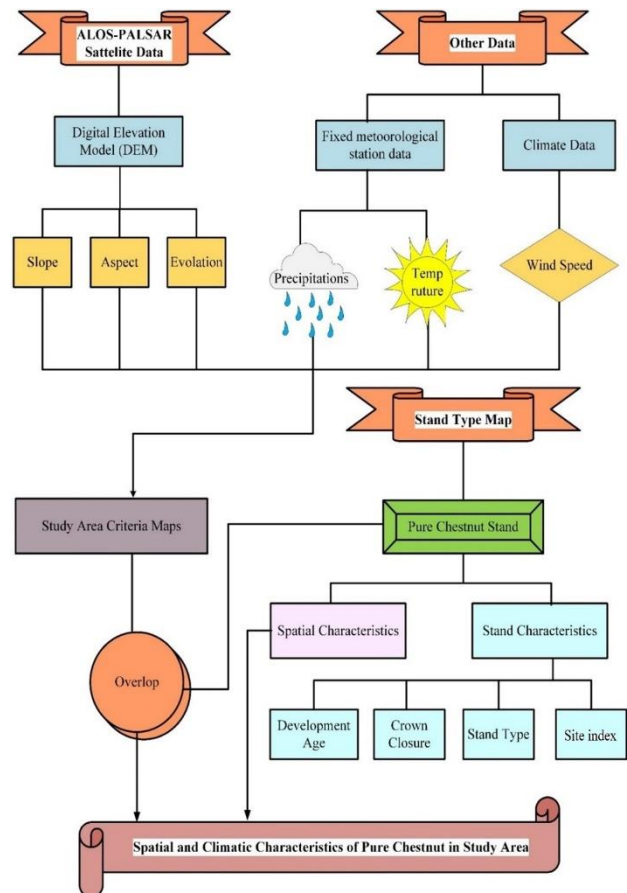 ALOS-PALSAR
Sattelite Data
Other Data
Digital Elevation
Model (DEM)
Fixed metoorological
station data
Climate Data
Slope
Aspect
Evolation
Precipitations
Temp
ruture
Wind Speed
Stand Type Map
Study Area Criteria Maps
Pure Chestnut Stand
Spatial
Characteristics
Stand
Characteristics
Overlop
Development
Age
Crown
Closure
Stand Type
Site index
Spatial and Climatic Characteristics of Pure Chestnut in Study Area